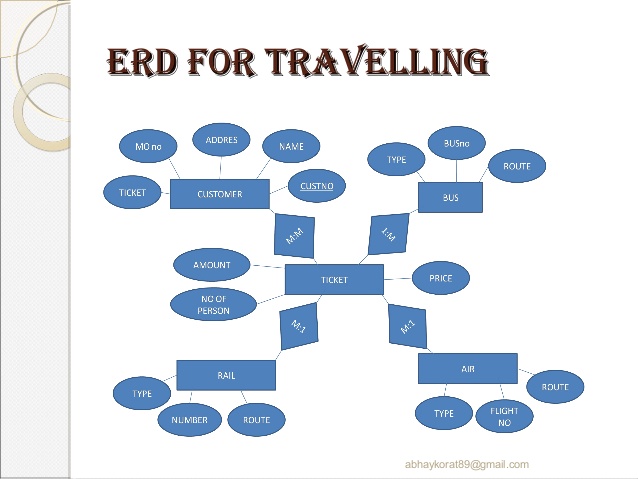 ERD FOR TRAVELLING
MO no
ADDRES
NAME
TICKET
CUSTOMER
CUSTNO
TYPE
BUSno
ROUTE
BUS
M:M
1:M
AMOUNT
TICKET
PRICE
NO OF
PERSON
M:1
M:1
RAIL
AIR
TYPE
NUMBER
ROUTE
TYPE
FLIGHT
NO
ROUTE
abhaykorat89@gmail.com